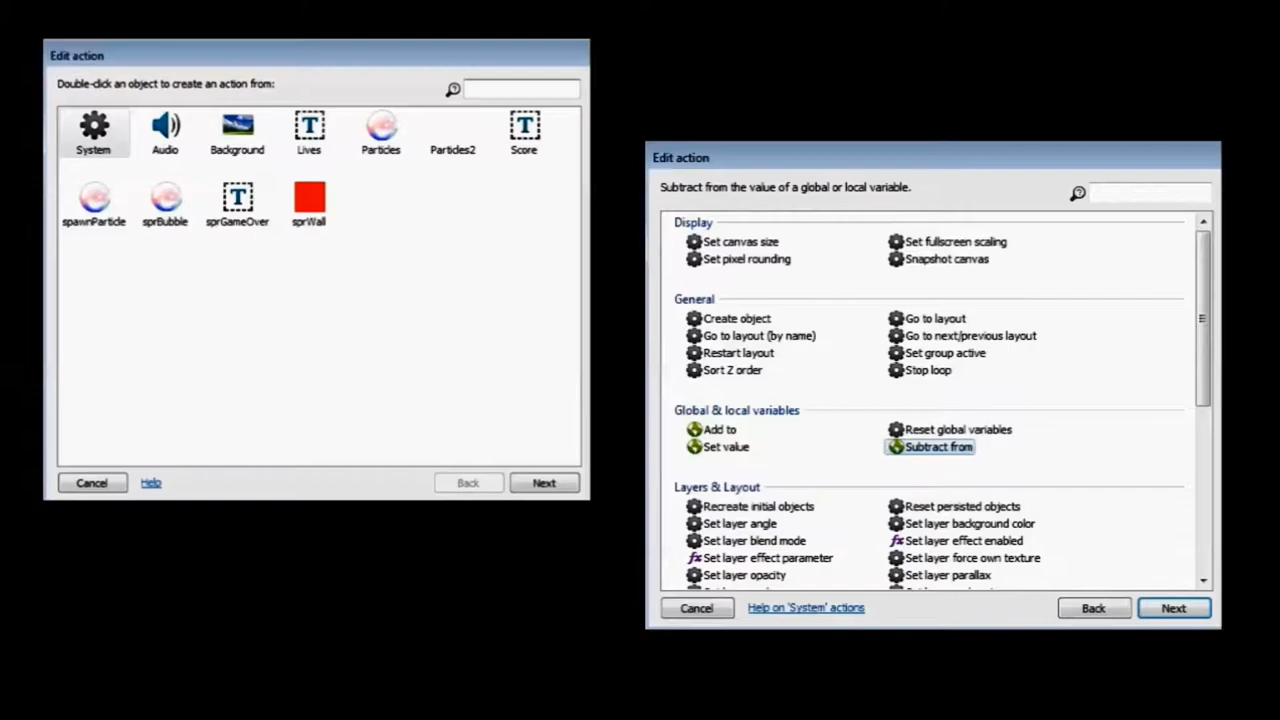 Edit action
Double-click an object to create an action from:
System Audio Background Lives Particles Particles2 Score
spawnParticle sprBubble sprGameOver sprWall
Cancel Help Back Next
Edit action
Subtract from the value of a global or local variable.
Display
Set canvas size Set fullscreen scaling
Set pixel rounding Snapshot canvas
General
Create object Go to layout
Go to layout (by name) Go to next/previous layout
Restart layout Set group active
Sort Z order Stop loop
Global & local variables
Add to Reset global variables
Set value Subtract from
Layers & Layout
Recreate initial objects Reset persisted objects
Set layer angle Set layer background color
Set layer blend mode Set layer effect enabled
Set layer effect parameter Set layer force own texture
Set layer opacity Set layer parallax
Cancel Help on 'System' actions Back Next